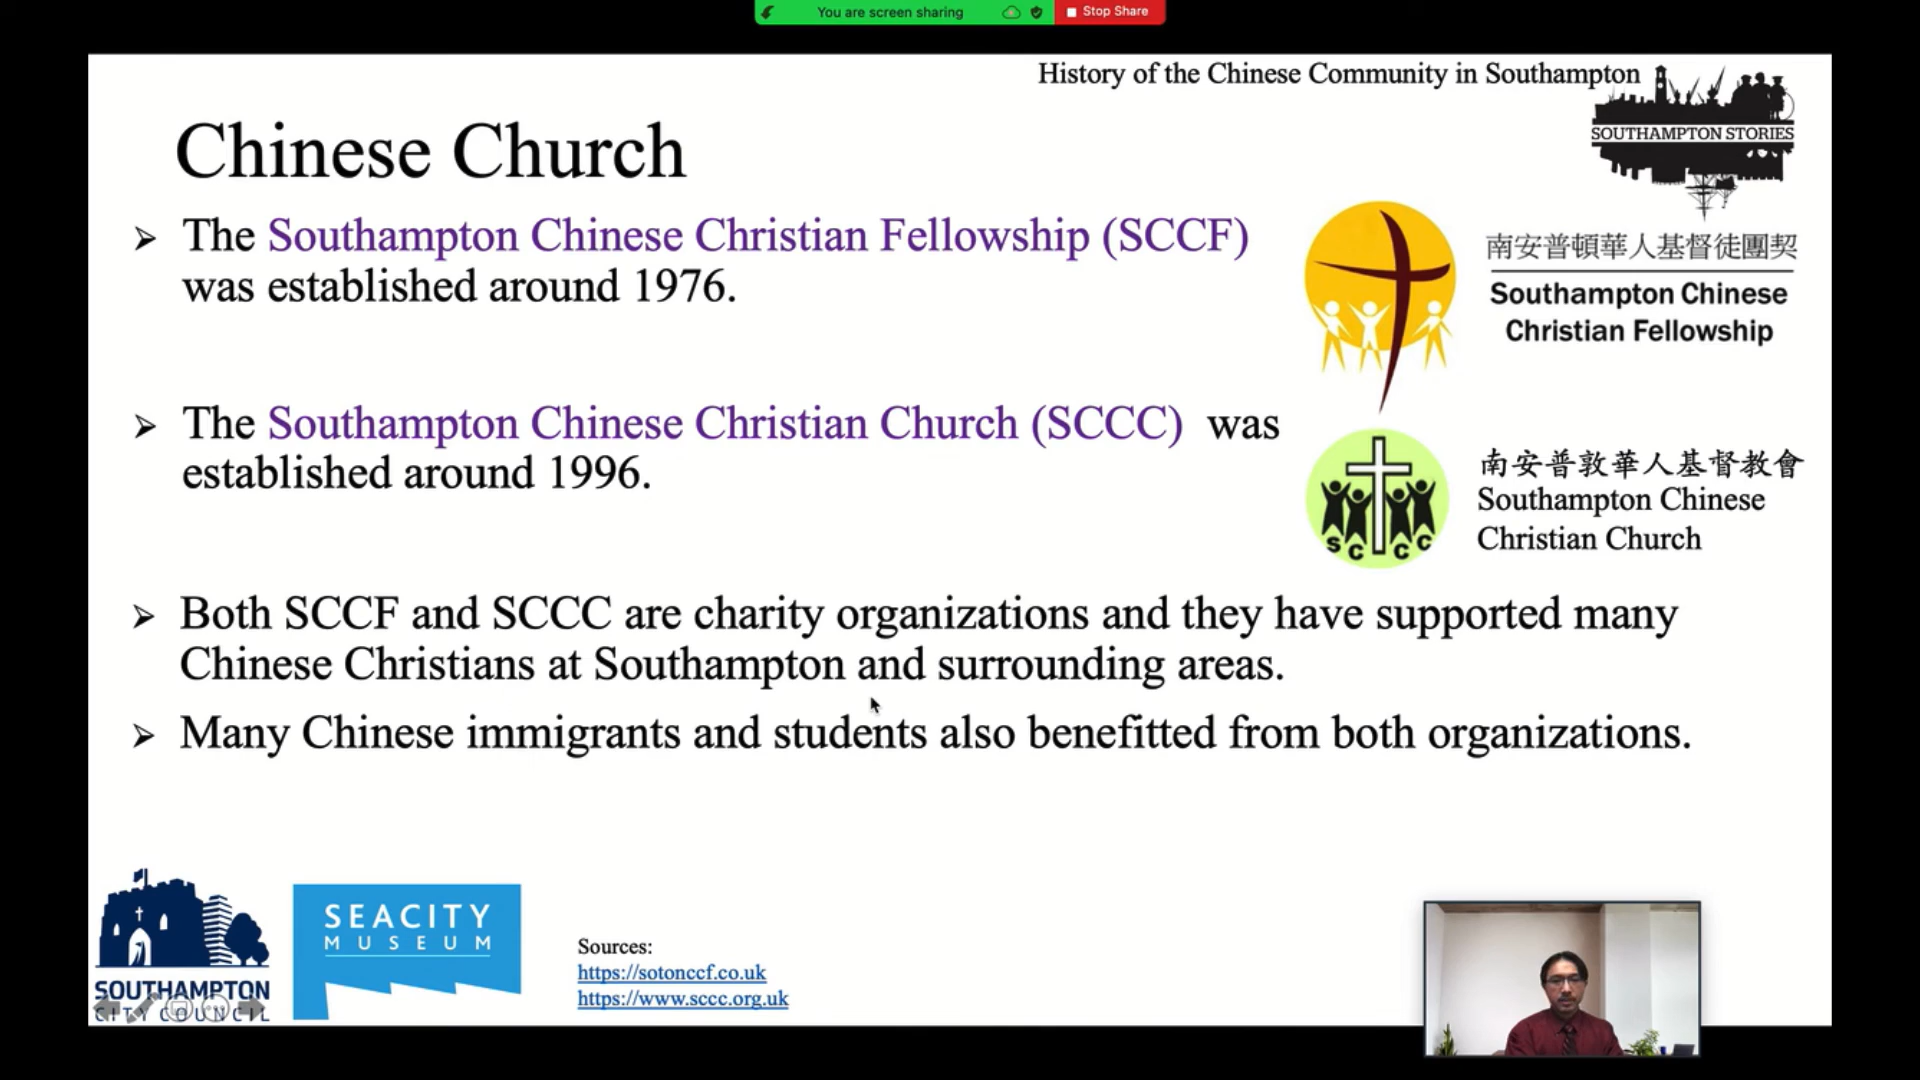 You are screen sharing
Stop Share
History of the Chinese Community in Southampton
SOUTHAMPTON STORIES
Chinese Church
The Southampton Chinese Christian Fellowship (SCCF)
was established around 1976.
南安普頓華人基督徒團契
Southampton Chinese
Christian Fellowship
The Southampton Chinese Christian Church (SCCC) was
established around 1996.
SCCC
南安普敦華人基督教會
Southampton Chinese
Christian Church
Both SCCF and SCCC are charity organizations and they have supported many
Chinese Christians at Southampton and surrounding areas.
Many Chinese immigrants and students also benefitted from both organizations.
SOUTHAMPTON
CITY COUNCIL
SEACITY
MUSEUM
Sources:
https://sotonccf.co.uk
https://www.sccc.org.uk